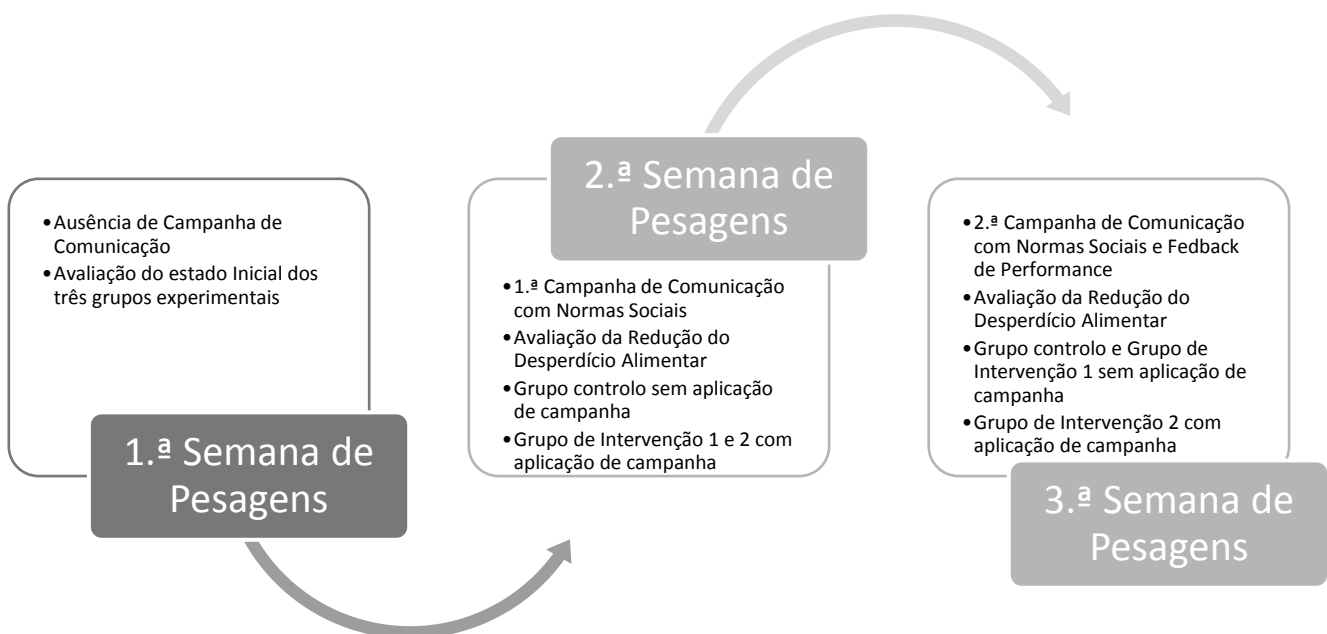 •Ausência de Campanha de
Comunicação
•Avaliação do estado Inicial dos
três grupos experimentais
1.ª Semana de
Pesagens
2.ª Semana de
Pesagens
•1.ª Campanha de Comunicação
com Normas Sociais
•Avaliação da Redução do
Desperdício Alimentar
•Grupo controlo sem aplicação
de campanha
•Grupo de Intervenção 1 e 2 com
aplicação de campanha
•2.ª Campanha de Comunicação
com Normas Sociais e Fedback
de Performance
•Avaliação da Redução do
Desperdício Alimentar
•Grupo controlo e Grupo de
Intervenção 1 sem aplicação de
campanha
•Grupo de Intervenção 2 com
aplicação de campanha
3.ª Semana de
Pesagens